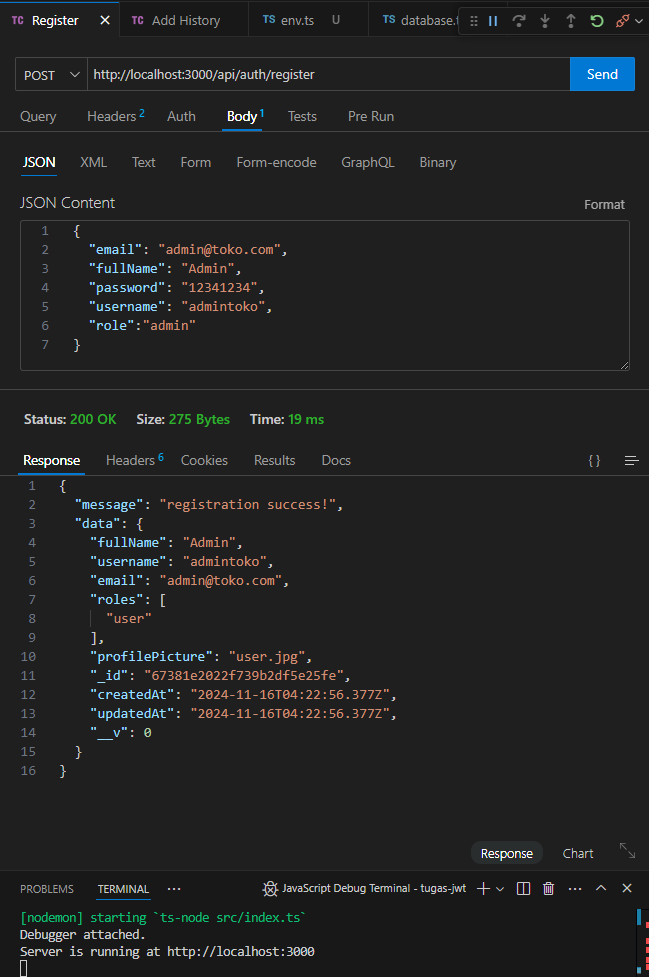 TC Register × TC Add History TS env.ts U TS database.t
POST http://localhost:3000/api/auth/register Send
Query Headers 2 Auth Body 1 Tests Pre Run
JSON XML Text Form Form-encode GraphQL Binary
JSON Content Format
1 {
2 "email": "admin@toko.com",
3 "fullName": "Admin",
4 "password": "12341234",
5 "username": "admintoko",
6 "role":"admin"
7 }
Status: 200 OK Size: 275 Bytes Time: 19 ms
Response Headers 6 Cookies Results Docs { }
1 {
2 "message": "registration success!",
3 "data": {
4 "fullName": "Admin",
5 "username": "admintoko",
6 "email": "admin@toko.com",
7 "roles": [
8 "user"
9 ],
10 "profilePicture": "user.jpg",
11 "_id": "67381e2022f739b2df5e25fe",
12 "createdAt": "2024-11-16T04:22:56.377Z",
13 "updatedAt": "2024-11-16T04:22:56.377Z",
14 "__v": 0
15 }
16 }
Response Chart
PROBLEMS TERMINAL ··· JavaScript Debug Terminal - tugas-jwt ···
[nodemon] starting `ts-node src/index.ts`
Debugger attached.
Server is running at http://localhost:3000